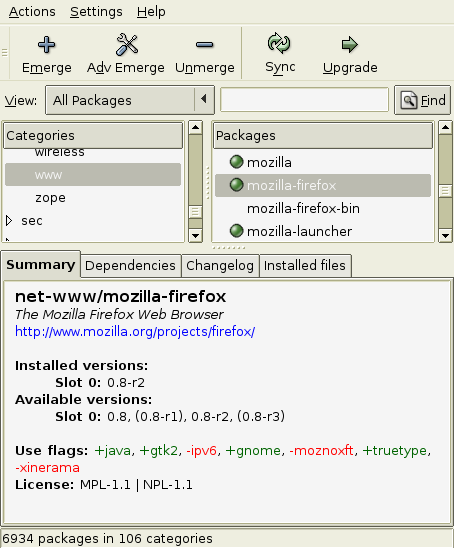 Actions Settings Help
Emerge Adv Emerge Unmerge Sync Upgrade
View: All Packages Find
Categories
wireless
www
zope
sec
Packages
mozilla
mozilla-firefox
mozilla-firefox-bin
mozilla-launcher
Summary Dependencies Changelog Installed files
net-www/mozilla-firefox
The Mozilla Firefox Web Browser
http://www.mozilla.org/projects/firefox/
Installed versions:
Slot 0: 0.8-r2
Available versions:
Slot 0: 0.8, (0.8-r1), 0.8-r2, (0.8-r3)
Use flags: +java, +gtk2, -ipv6, +gnome, -moznoxft, +truetype,
-xinerama
License: MPL-1.1 | NPL-1.1
6934 packages in 106 categories